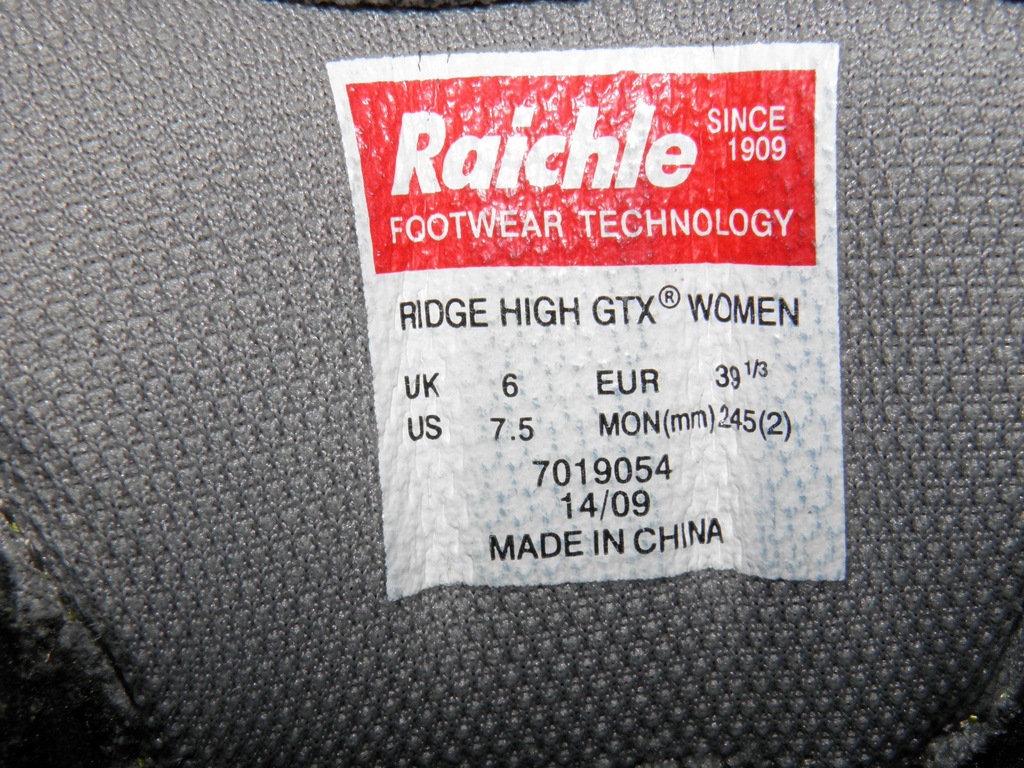 Raichle SINCE 1909
FOOTWEAR TECHNOLOGY
RIDGE HIGH GTX® WOMEN
UK 6 EUR 39 1/3
US 7.5 MON(mm) 245(2)
7019054
14/09
MADE IN CHINA